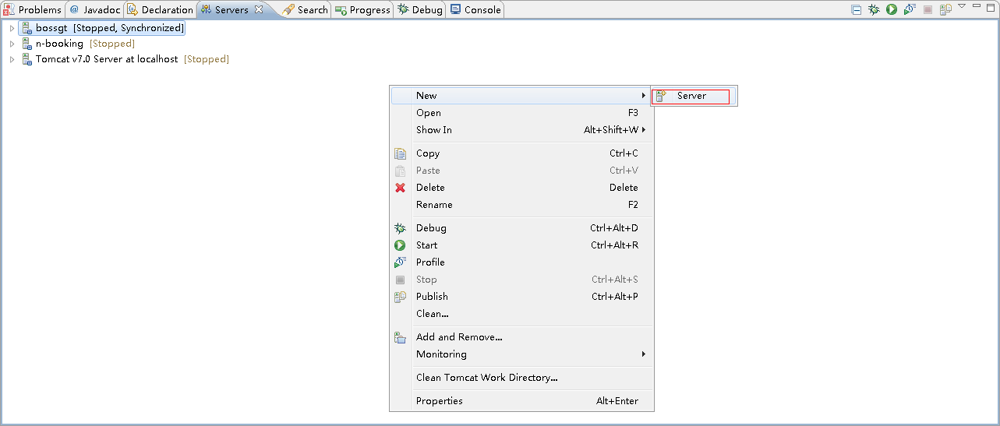 Problems @ Javadoc Declaration Servers Search Progress Debug Console
bossgt [Stopped, Synchronized]
n-booking [Stopped]
Tomcat v7.0 Server at localhost [Stopped]
New Server
Open F3
Show In Alt+Shift+W
Copy Ctrl+C
Paste Ctrl+V
Delete Delete
Rename F2
Debug Ctrl+Alt+D
Start Ctrl+Alt+R
Profile
Stop Ctrl+Alt+S
Publish Ctrl+Alt+P
Clean...
Add and Remove...
Monitoring
Clean Tomcat Work Directory...
Properties Alt+Enter